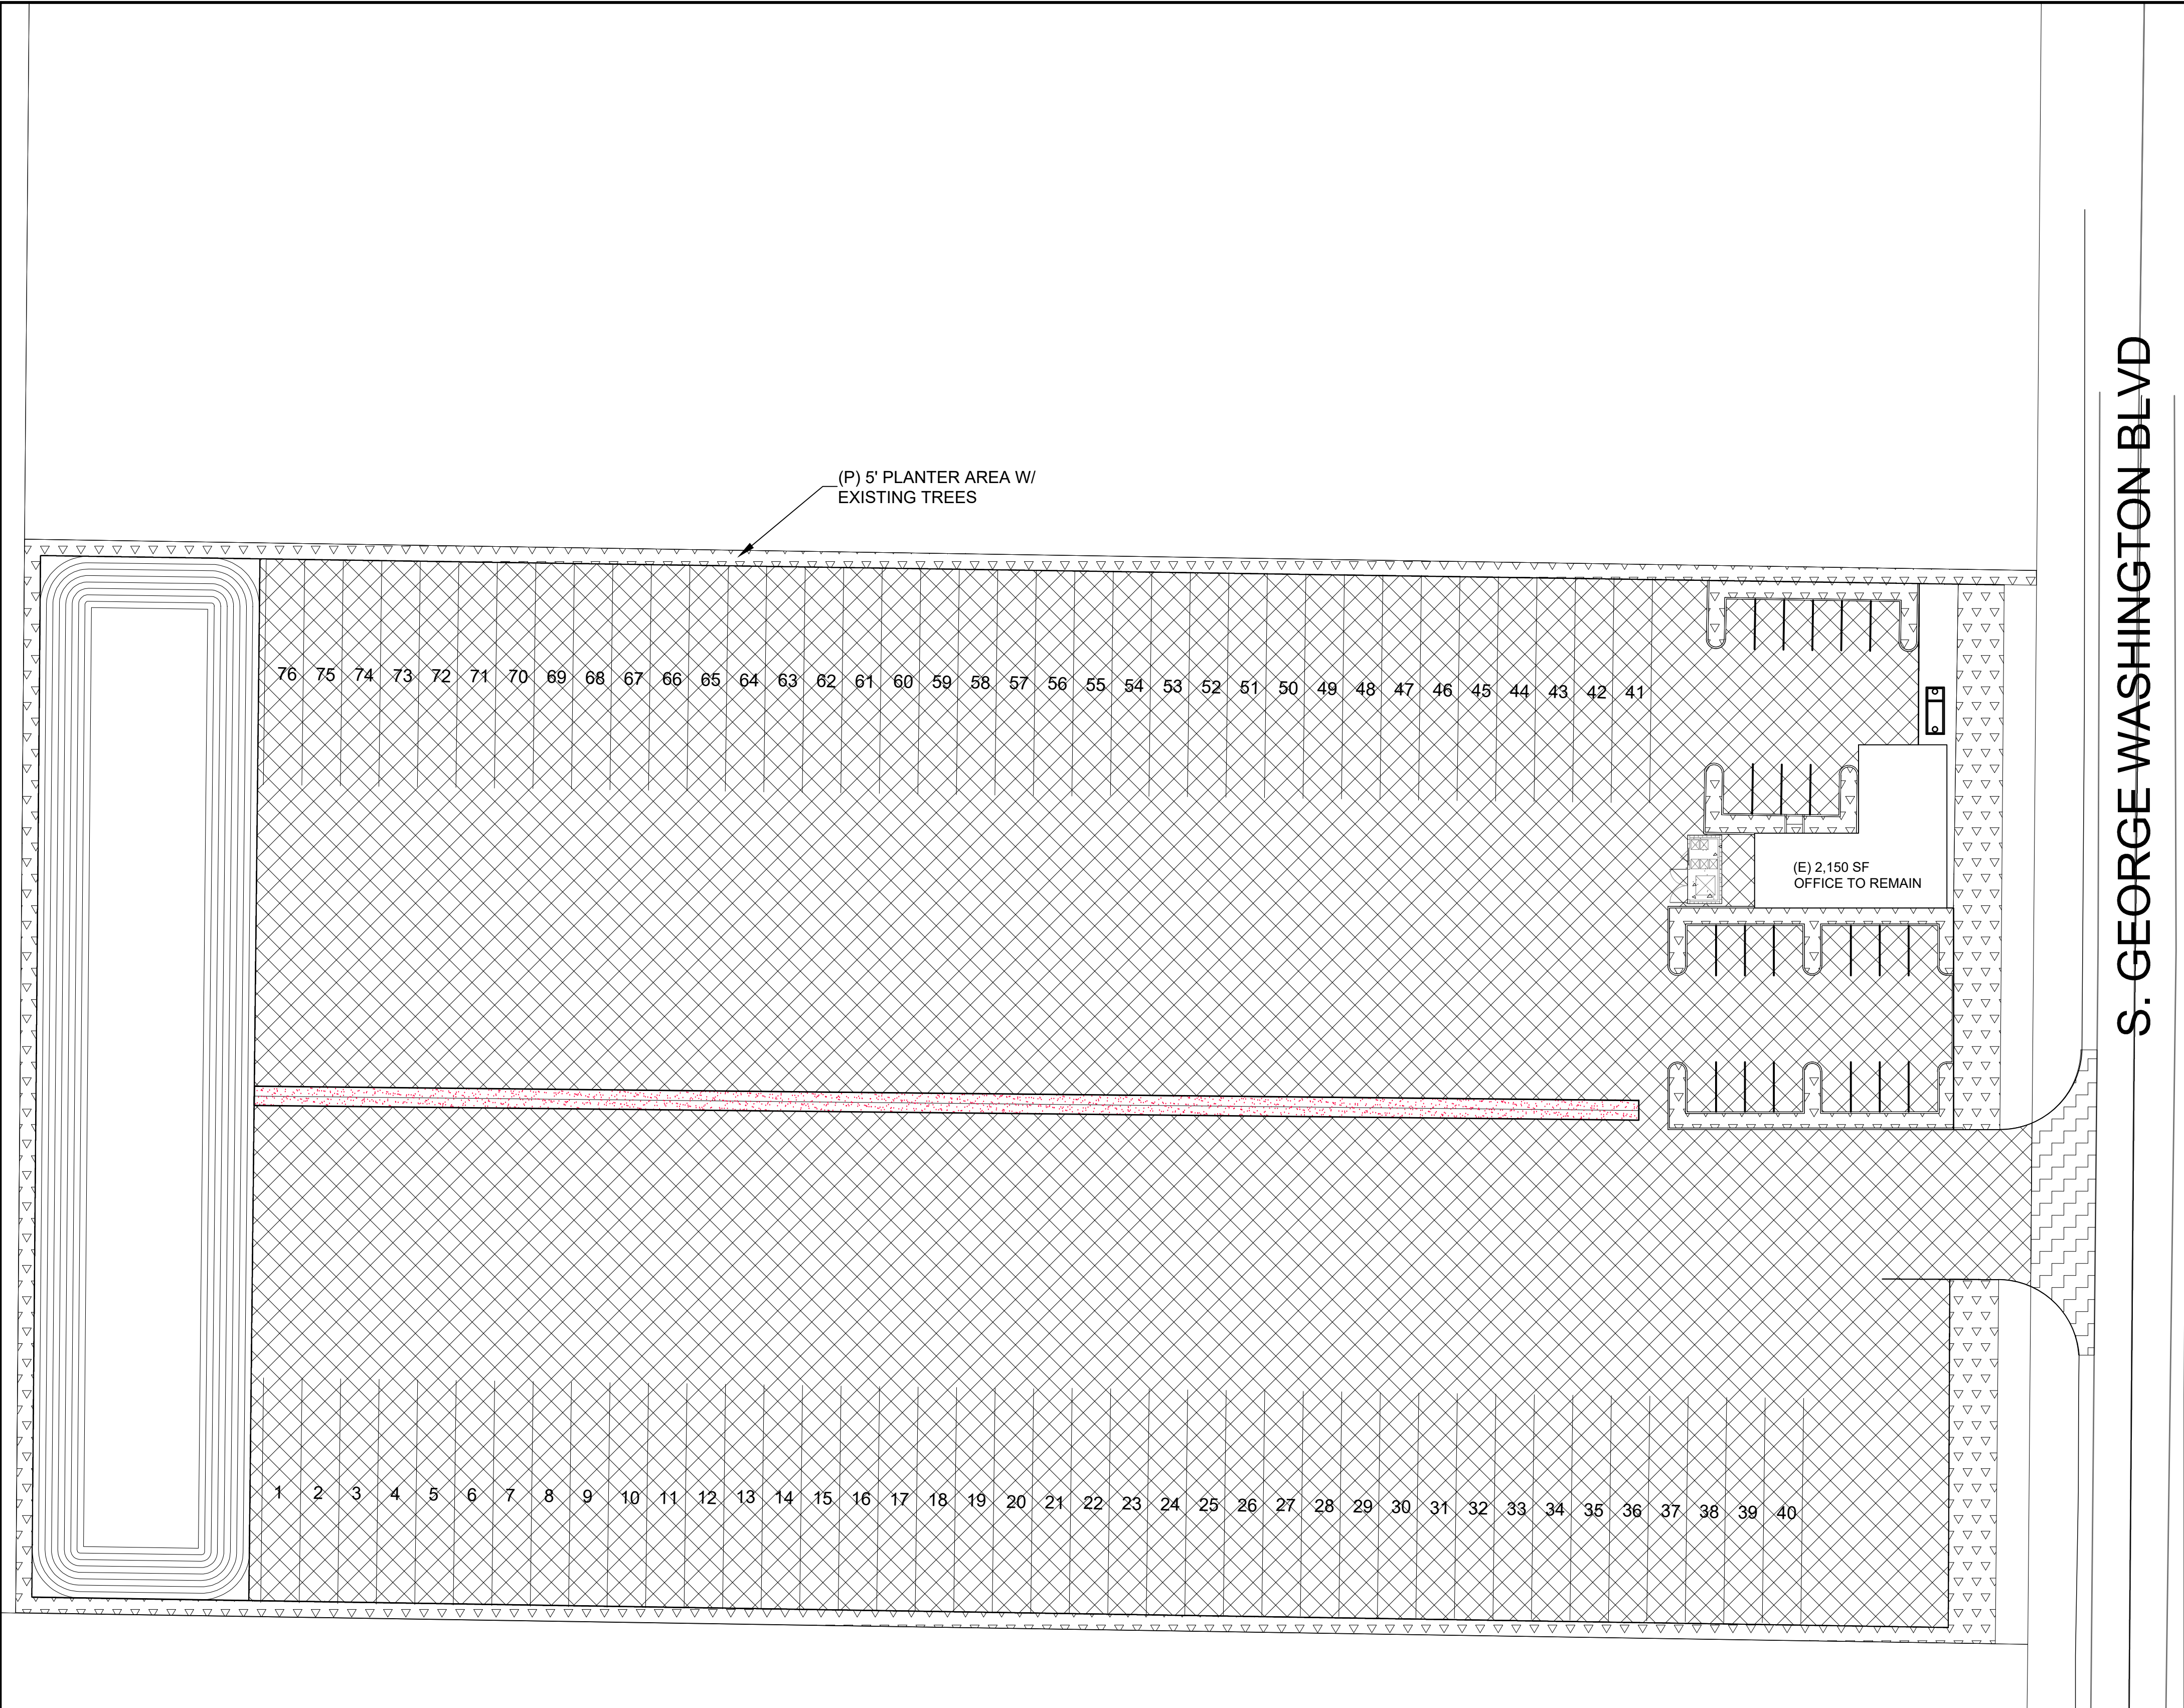 (P) 5' PLANTER AREA W/
EXISTING TREES
76 75 74 73 72 71 70 69 68 67 66 65 64 63 62 61 60 59 58 57 56 55 54 53 52 51 50 49 48 47 46 45 44 43 42 41
(E) 2,150 SF
OFFICE TO REMAIN
S. GEORGE WASHINGTON BLVD
1 2 3 4 5 6 7 8 9 10 11 12 13 14 15 16 17 18 19 20 21 22 23 24 25 26 27 28 29 30 31 32 33 34 35 36 37 38 39 40